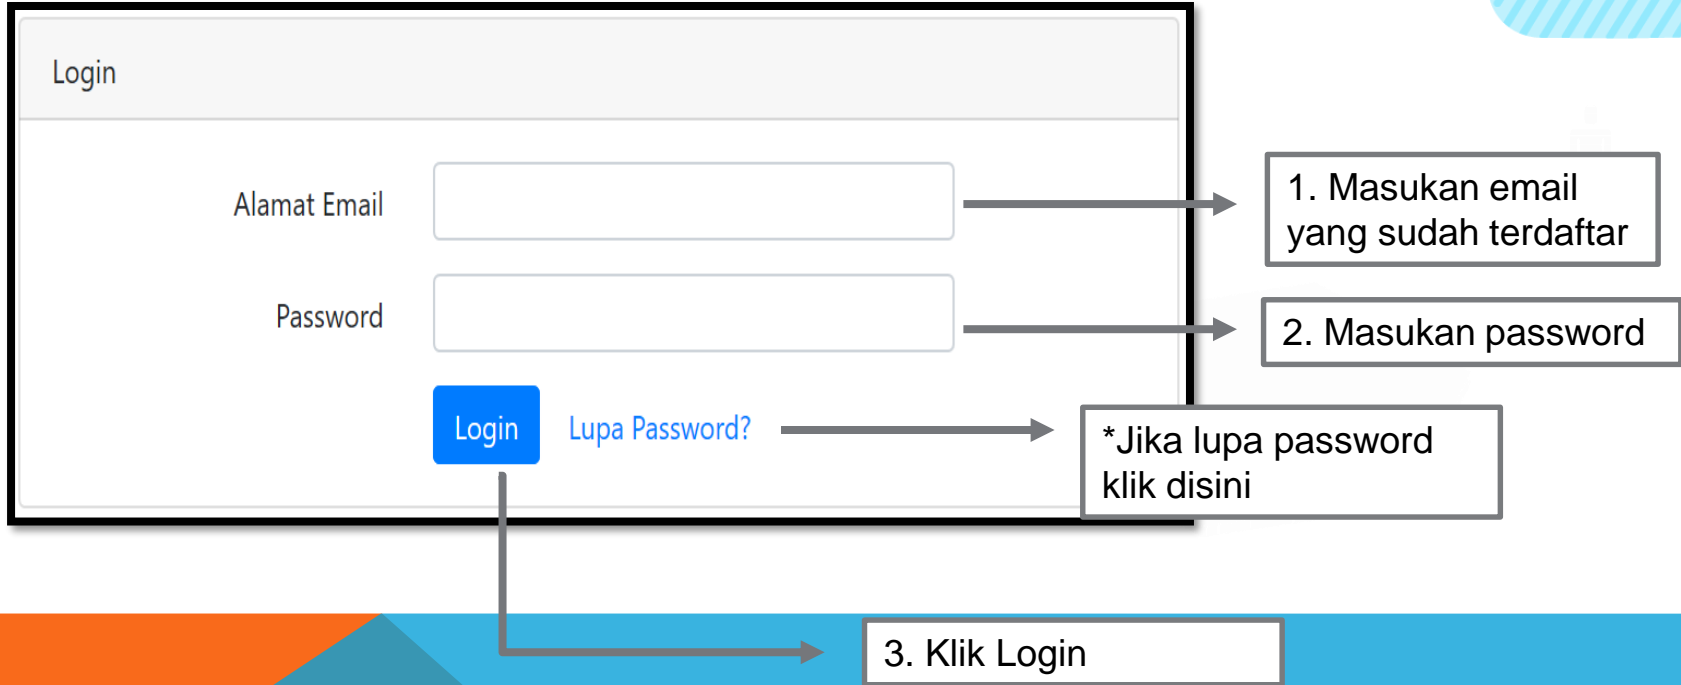 Login
Alamat Email
1. Masukan email
yang sudah terdaftar
Password
2. Masukan password
Login
Lupa Password?
*Jika lupa password
klik disini
3. Klik Login